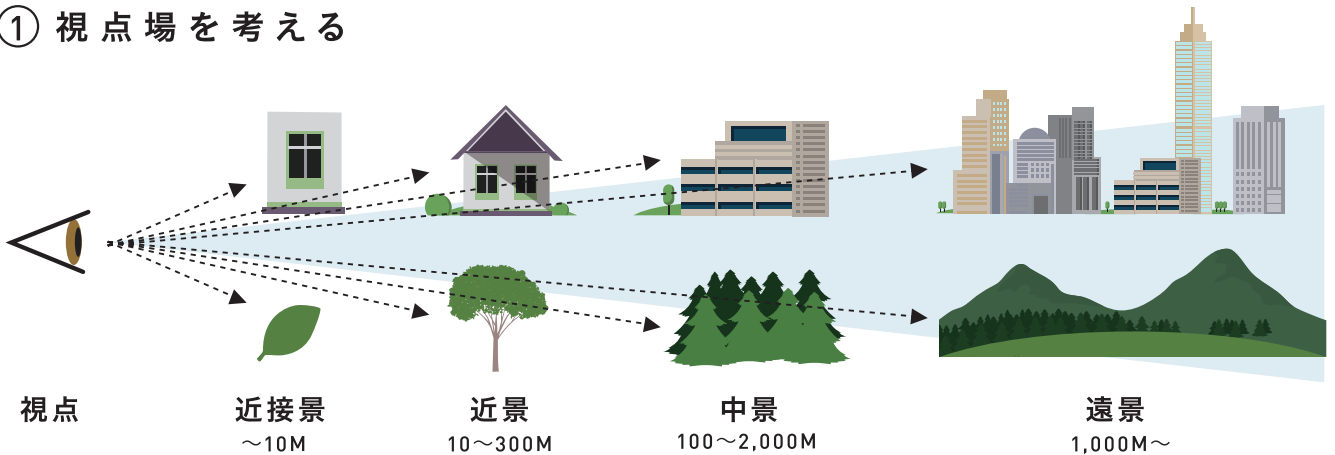 ① 視点場を考える
視点
近接景
〜10M
近景
10〜300M
中景
100〜2,000M
遠景
1,000M〜